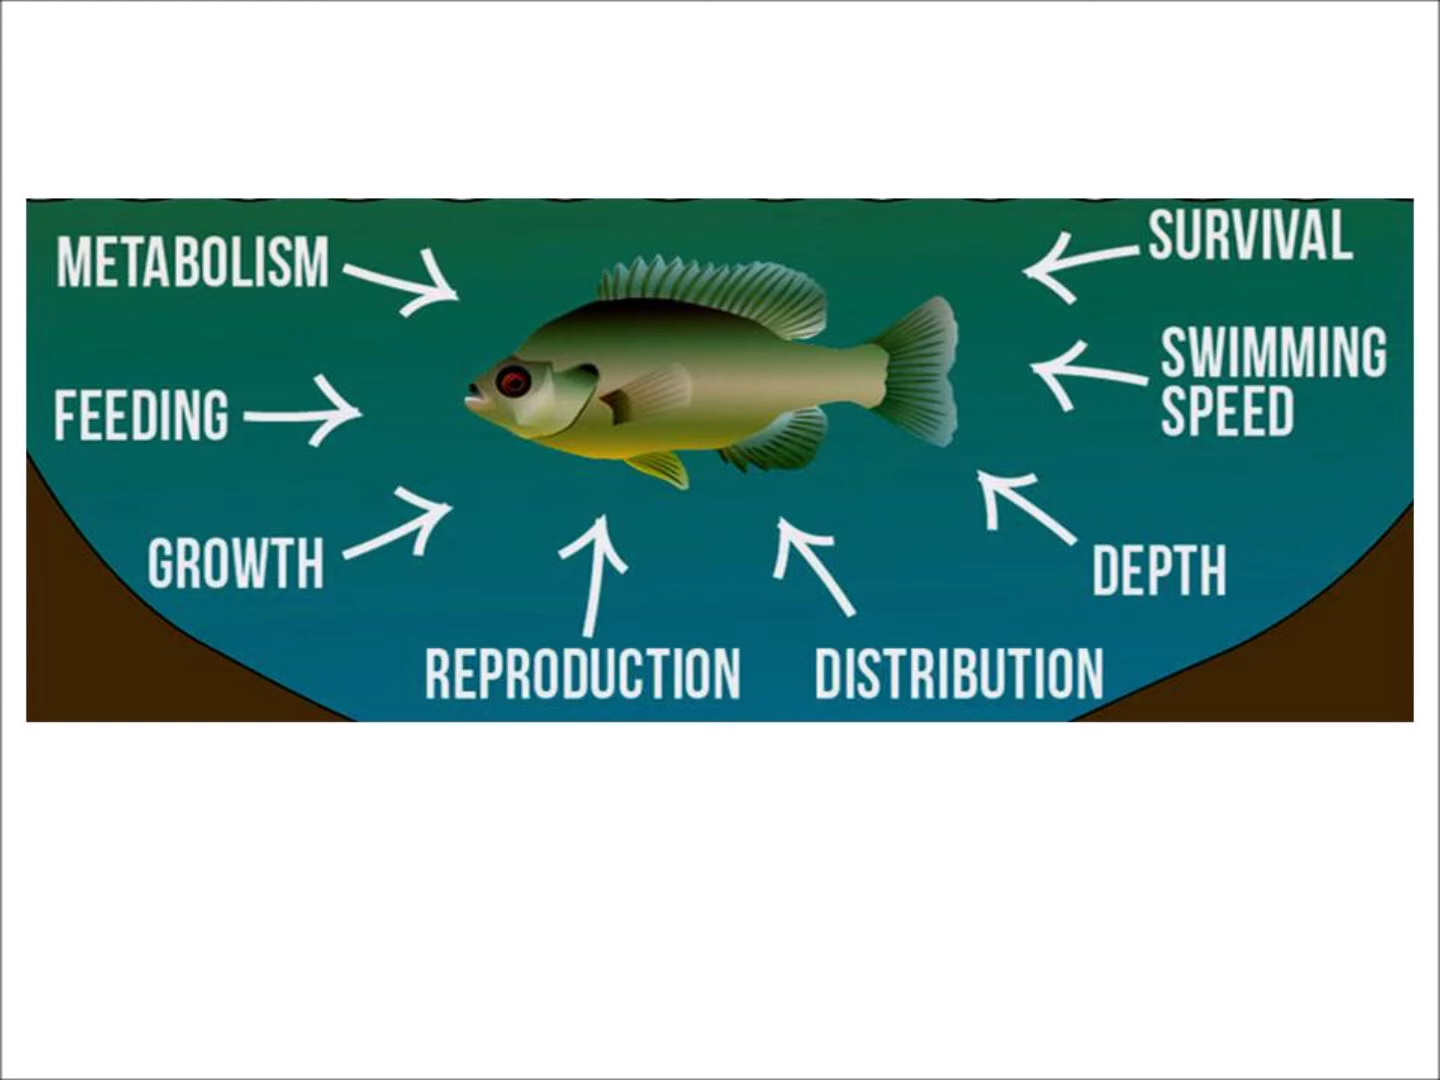 METABOLISM
FEEDING
GROWTH
REPRODUCTION
DISTRIBUTION
DEPTH
SWIMMING
SPEED
SURVIVAL